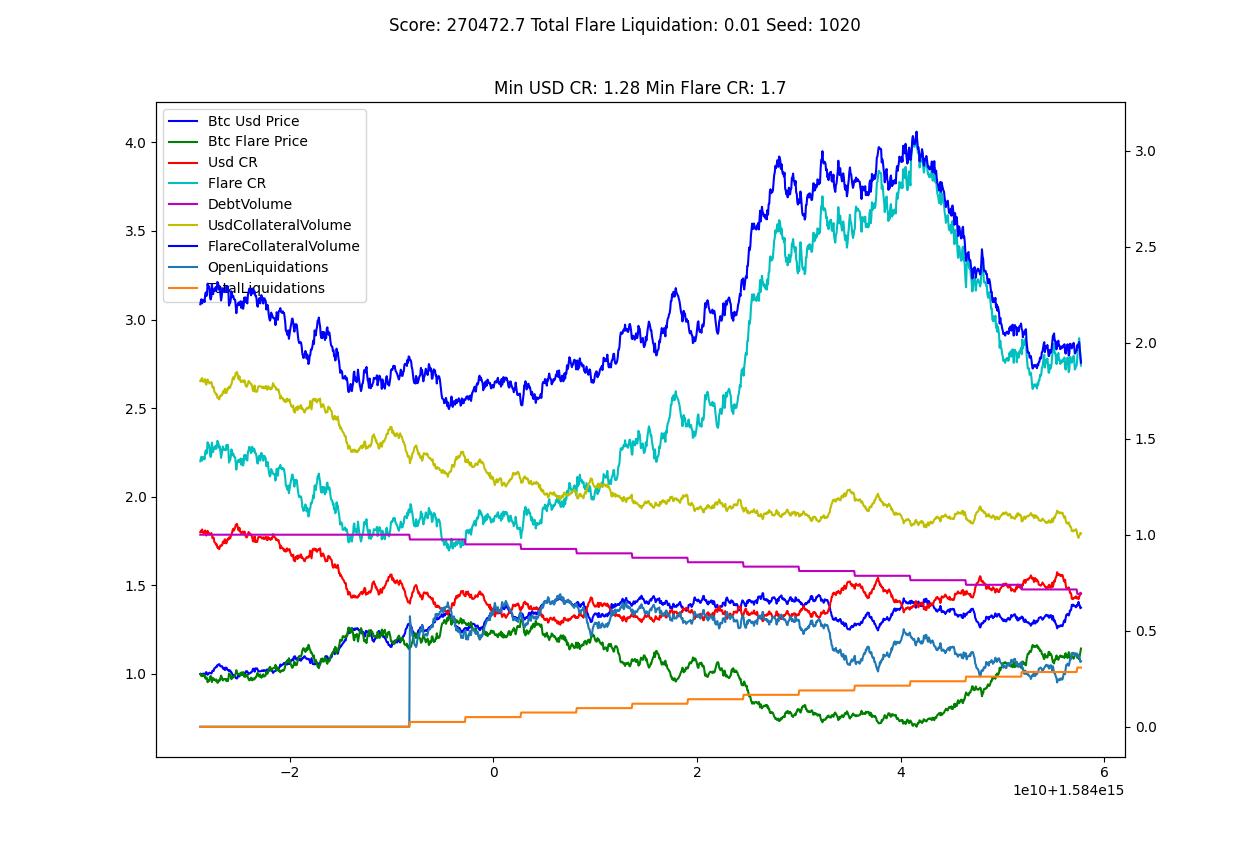 Score: 270472.7 Total Flare Liquidation: 0.01 Seed: 1020
Min USD CR: 1.28 Min Flare CR: 1.7
Btc Usd Price
Btc Flare Price
Usd CR
Flare CR
DebtVolume
UsdCollateralVolume
FlareCollateralVolume
OpenLiquidations
TotalLiquidations
4.0
3.5
3.0
2.5
2.0
1.5
1.0
3.0
2.5
2.0
1.5
1.0
0.5
0.0
−2
0
2
4
6
1e10+1.584e15